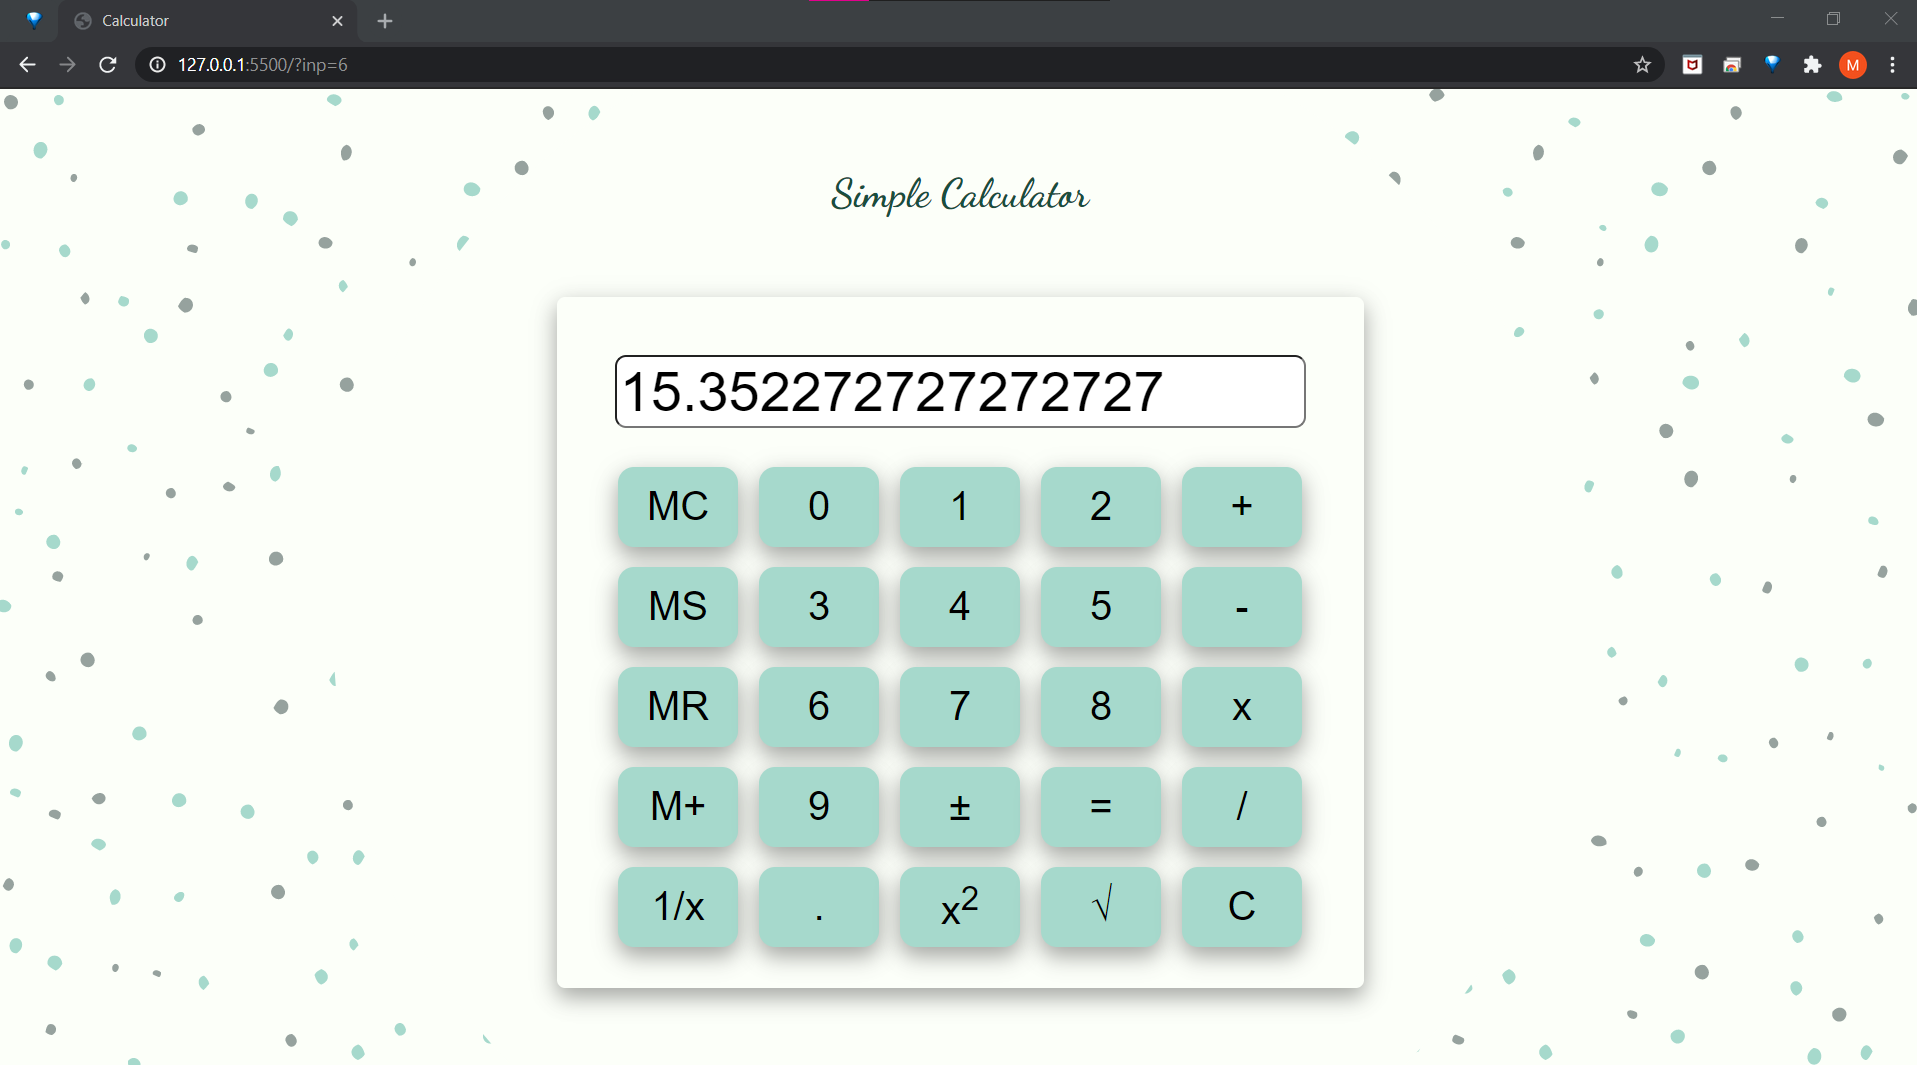 Calculator
127.0.0.1:5500/?inp=6
M
Simple Calculator
15.352272727272727
MC 0 1 2 +
MS 3 4 5 -
MR 6 7 8 x
M+ 9 ± = /
1/x . x² √ C